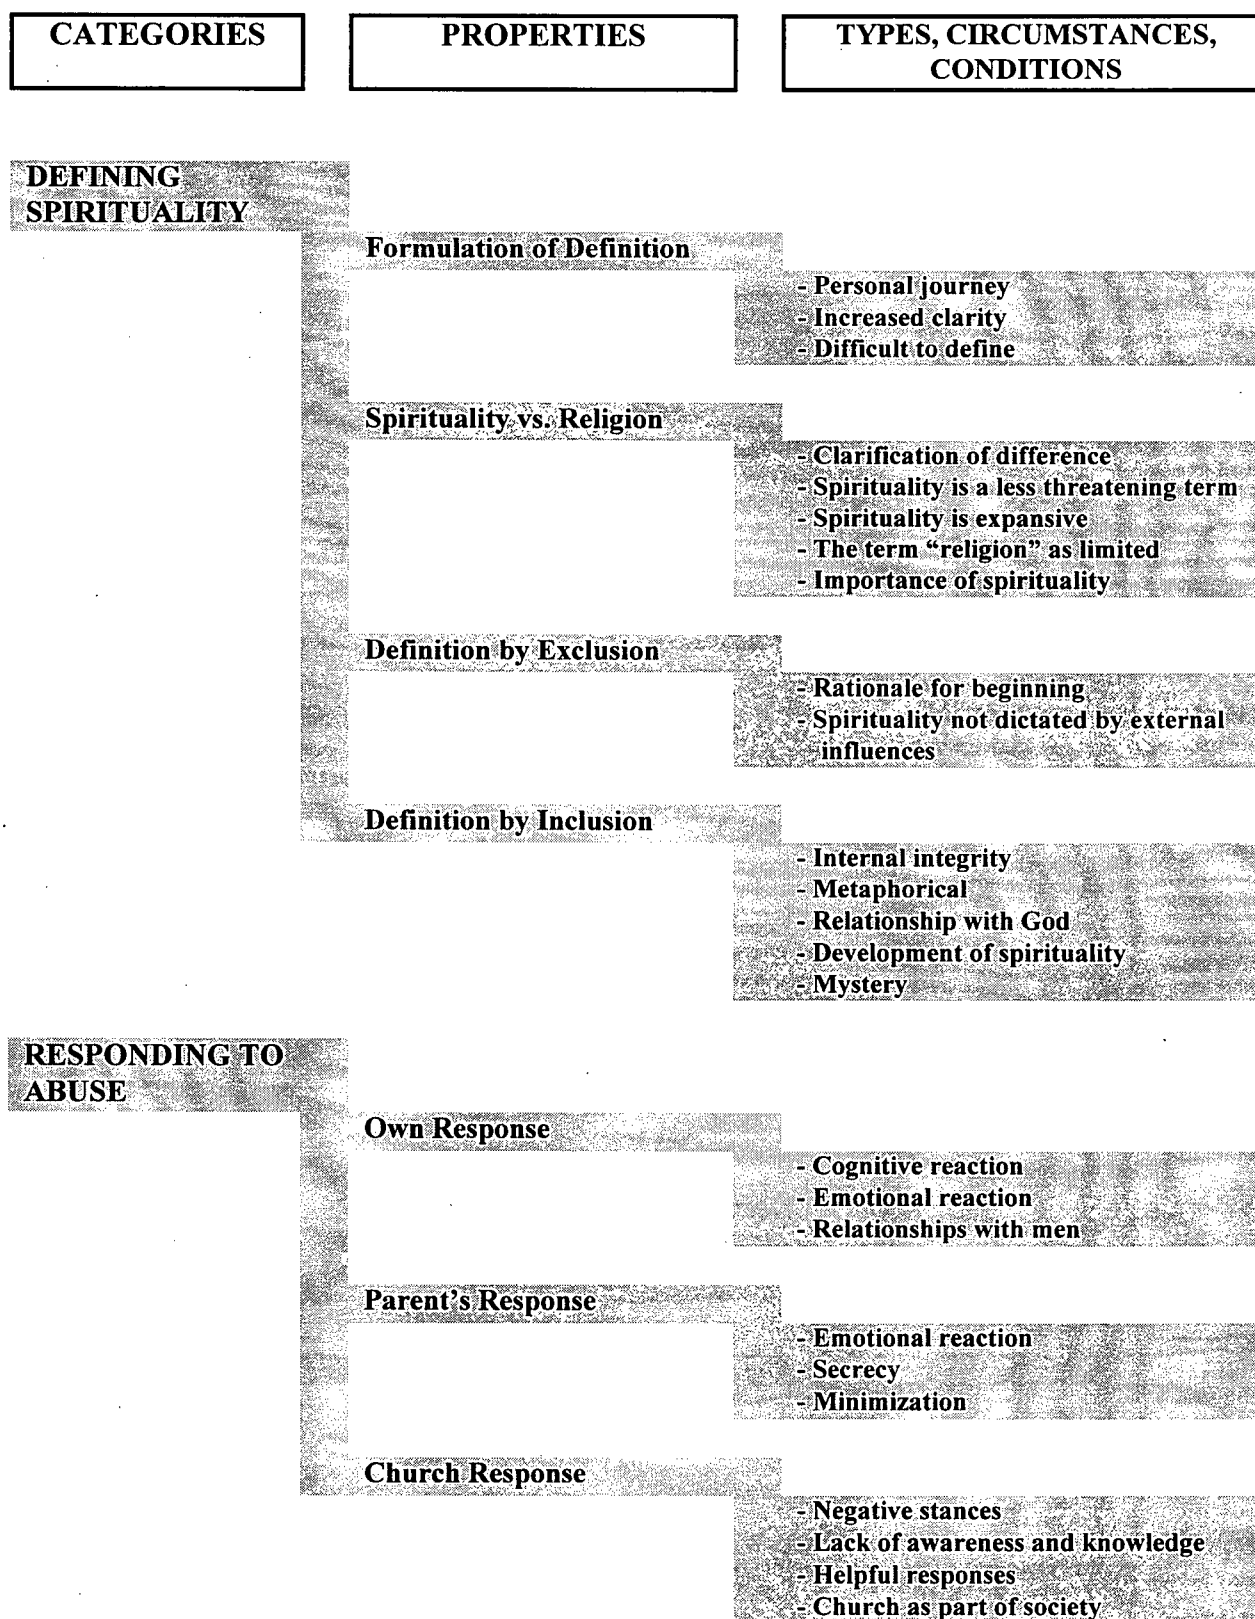 CATEGORIES
PROPERTIES
TYPES, CIRCUMSTANCES,
CONDITIONS
DEFINING
SPIRITUALITY
Formulation of Definition
- Personal journey
- Increased clarity
- Difficult to define
Spirituality vs. Religion
- Clarification of difference
- Spirituality is a less threatening term
- Spirituality is expansive
- The term “religion” as limited
- Importance of spirituality
Definition by Exclusion
- Rationale for beginning
- Spirituality not dictated by external
influences
Definition by Inclusion
- Internal integrity
- Metaphorical
- Relationship with God
- Development of spirituality
- Mystery
RESPONDING TO
ABUSE
Own Response
- Cognitive reaction
- Emotional reaction
- Relationships with men
Parent’s Response
- Emotional reaction
- Secrecy
- Minimization
Church Response
- Negative stances
- Lack of awareness and knowledge
- Helpful responses
- Church as part of society